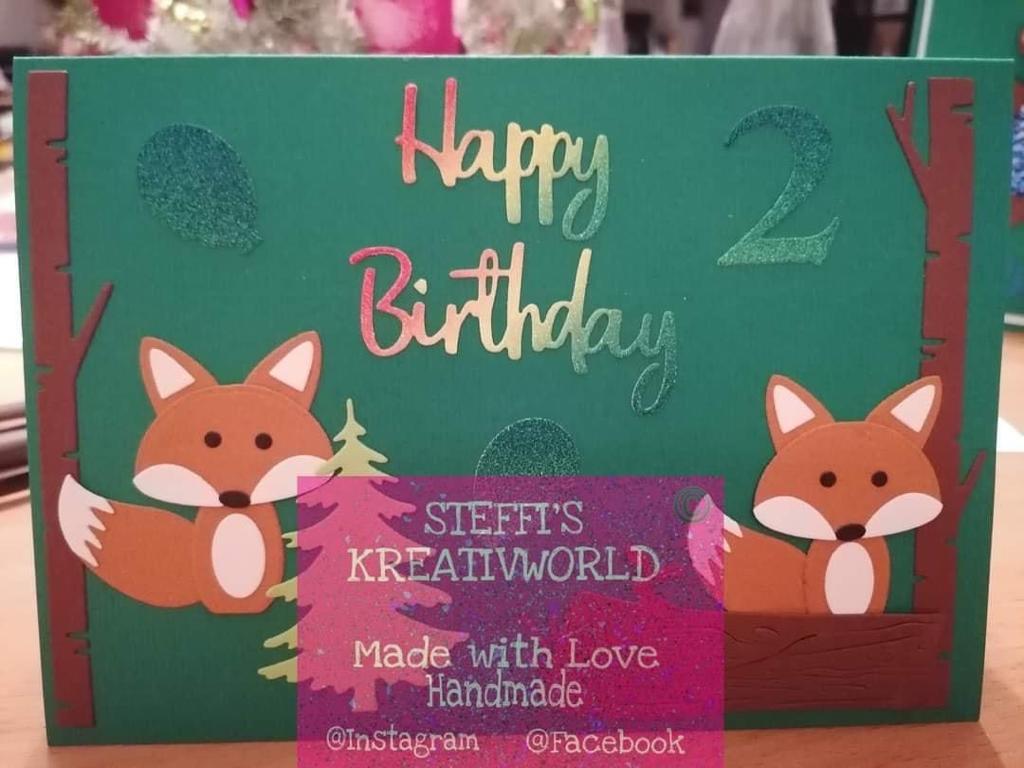 Happy
Birthday
2
STEFFI'S
KREATIVWORLD
Made with Love
Handmade
@Instagram @Facebook